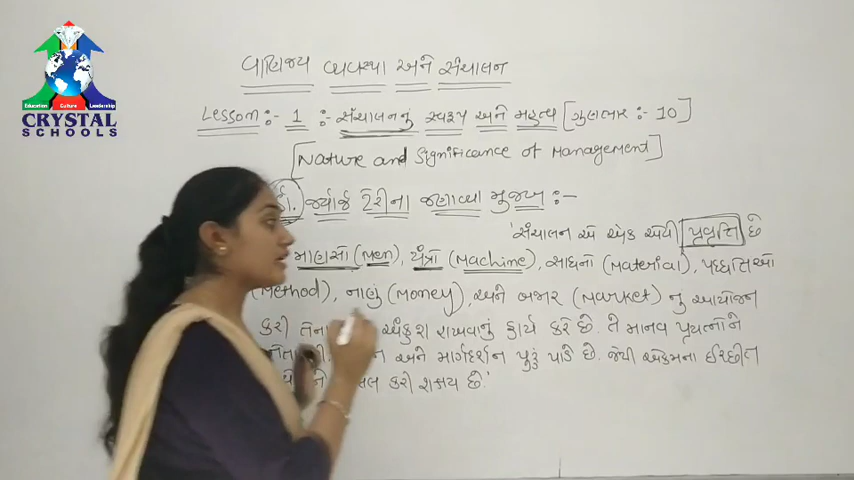 Education Culture Leadership
CRYSTAL
SCHOOLS
વાણિજ્ય વ્યવસ્થા અને સંચાલન
Lesson :- 1 :- સંચાલનનું સ્વરૂપ અને મહત્વ [ગુણભાર :- 10]
[Nature and Significance of Management]
ડૉ. જ્યોર્જ ટેરીના જણાવ્યા મુજબ :-
'સંચાલન એ એક એવી પ્રવૃત્તિ છે
માણસો (Men), યંત્રો (Machine), સાધનો (Material), પધ્ધતિઓ
(Method), નાણું (Money), અને બજાર (Market) નુ આયોજન
કરી તેના અંકુશ રાખવાનું કાર્ય કરે છે. તે માનવ પ્રયત્નોને
અને માર્ગદર્શન પુરું પાડે છે. જેથી એકમના ઈચ્છીત
કરી શકાય છે.'